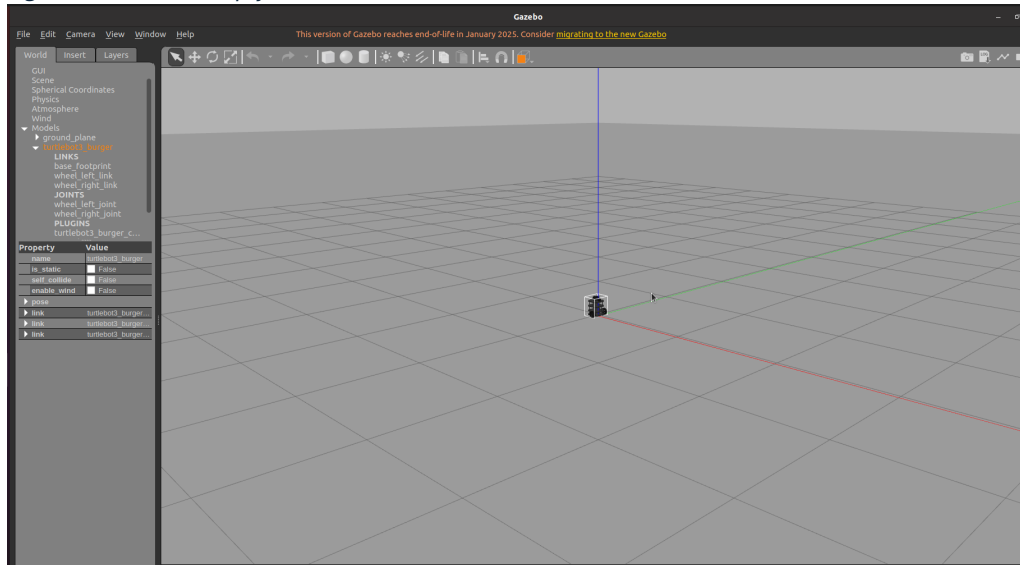 Gazebo
File Edit Camera View Window Help
This version of Gazebo reaches end-of-life in January 2025. Consider migrating to the new Gazebo
World Insert Layers
GUI
Scene
Spherical Coordinates
Physics
Atmosphere
Wind
Models
ground_plane
turtlebot3_burger
LINKS
base_footprint
wheel_left_link
wheel_right_link
JOINTS
wheel_left_joint
wheel_right_joint
PLUGINS
turtlebot3_burger_c...
Property Value
name turtlebot3_burger
is_static False
self_collide False
enable_wind False
pose
link turtlebot3_burger...
link turtlebot3_burger...
link turtlebot3_burger...